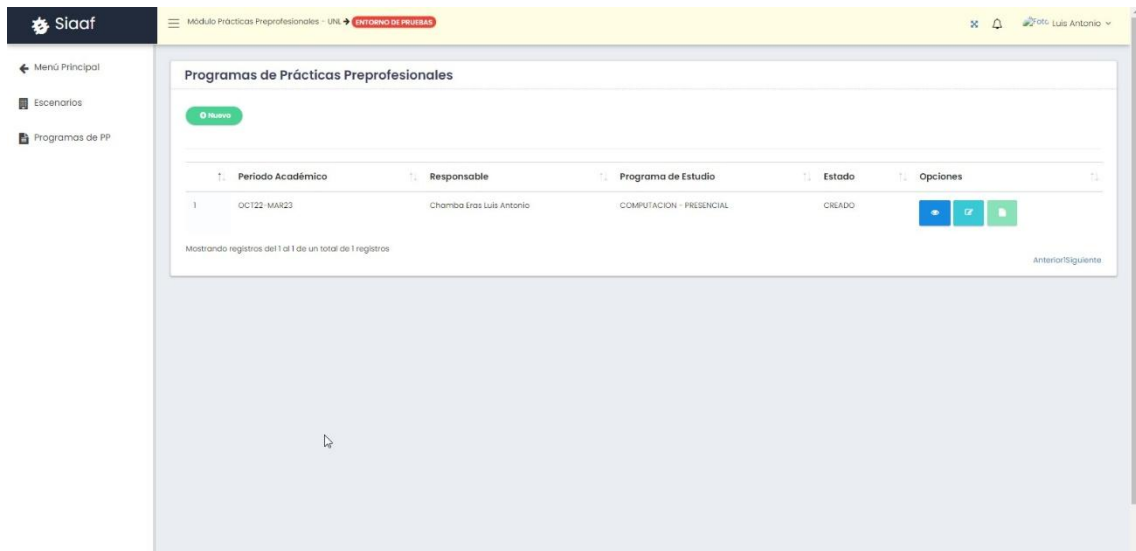 Siaaf
Módulo Prácticas Preprofesionales - UNL → ENTORNO DE PRUEBAS
Foto Luis Antonio
Menú Principal
Escenarios
Programas de PP
Programas de Prácticas Preprofesionales
Nuevo
Periodo Académico Responsable Programa de Estudio Estado Opciones
1 OCT22-MAR23 Chamba Eras Luis Antonio COMPUTACION - PRESENCIAL CREADO
Mostrando registros del 1 al 1 de un total de 1 registros
Anterior1Siguiente